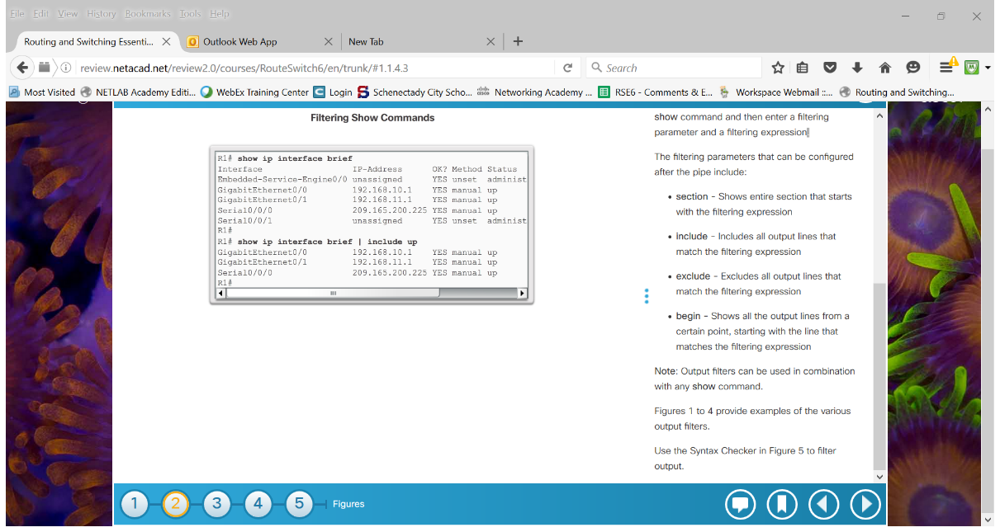 File Edit View History Bookmarks Tools Help
Routing and Switching Essenti... Outlook Web App New Tab
review.netacad.net/review2.0/courses/RouteSwitch6/en/trunk/#1.1.4.3 Search
Most Visited NETLAB Academy Editi... WebEx Training Center Login Schenectady City Scho... Networking Academy ... RSE6 - Comments & E... Workspace Webmail ::... Routing and Switching...
Filtering Show Commands
R1# show ip interface brief
Interface IP-Address OK? Method Status
Embedded-Service-Engine0/0 unassigned YES unset administ
GigabitEthernet0/0 192.168.10.1 YES manual up
GigabitEthernet0/1 192.168.11.1 YES manual up
Serial0/0/0 209.165.200.225 YES manual up
Serial0/0/1 unassigned YES unset administ
R1#
R1# show ip interface brief | include up
GigabitEthernet0/0 192.168.10.1 YES manual up
GigabitEthernet0/1 192.168.11.1 YES manual up
Serial0/0/0 209.165.200.225 YES manual up
R1#
show command and then enter a filtering
parameter and a filtering expression
The filtering parameters that can be configured
after the pipe include:
• section - Shows entire section that starts
with the filtering expression
• include - Includes all output lines that
match the filtering expression
• exclude - Excludes all output lines that
match the filtering expression
• begin - Shows all the output lines from a
certain point, starting with the line that
matches the filtering expression
Note: Output filters can be used in combination
with any show command.
Figures 1 to 4 provide examples of the various
output filters.
Use the Syntax Checker in Figure 5 to filter
output.
1 2 3 4 5 Figures